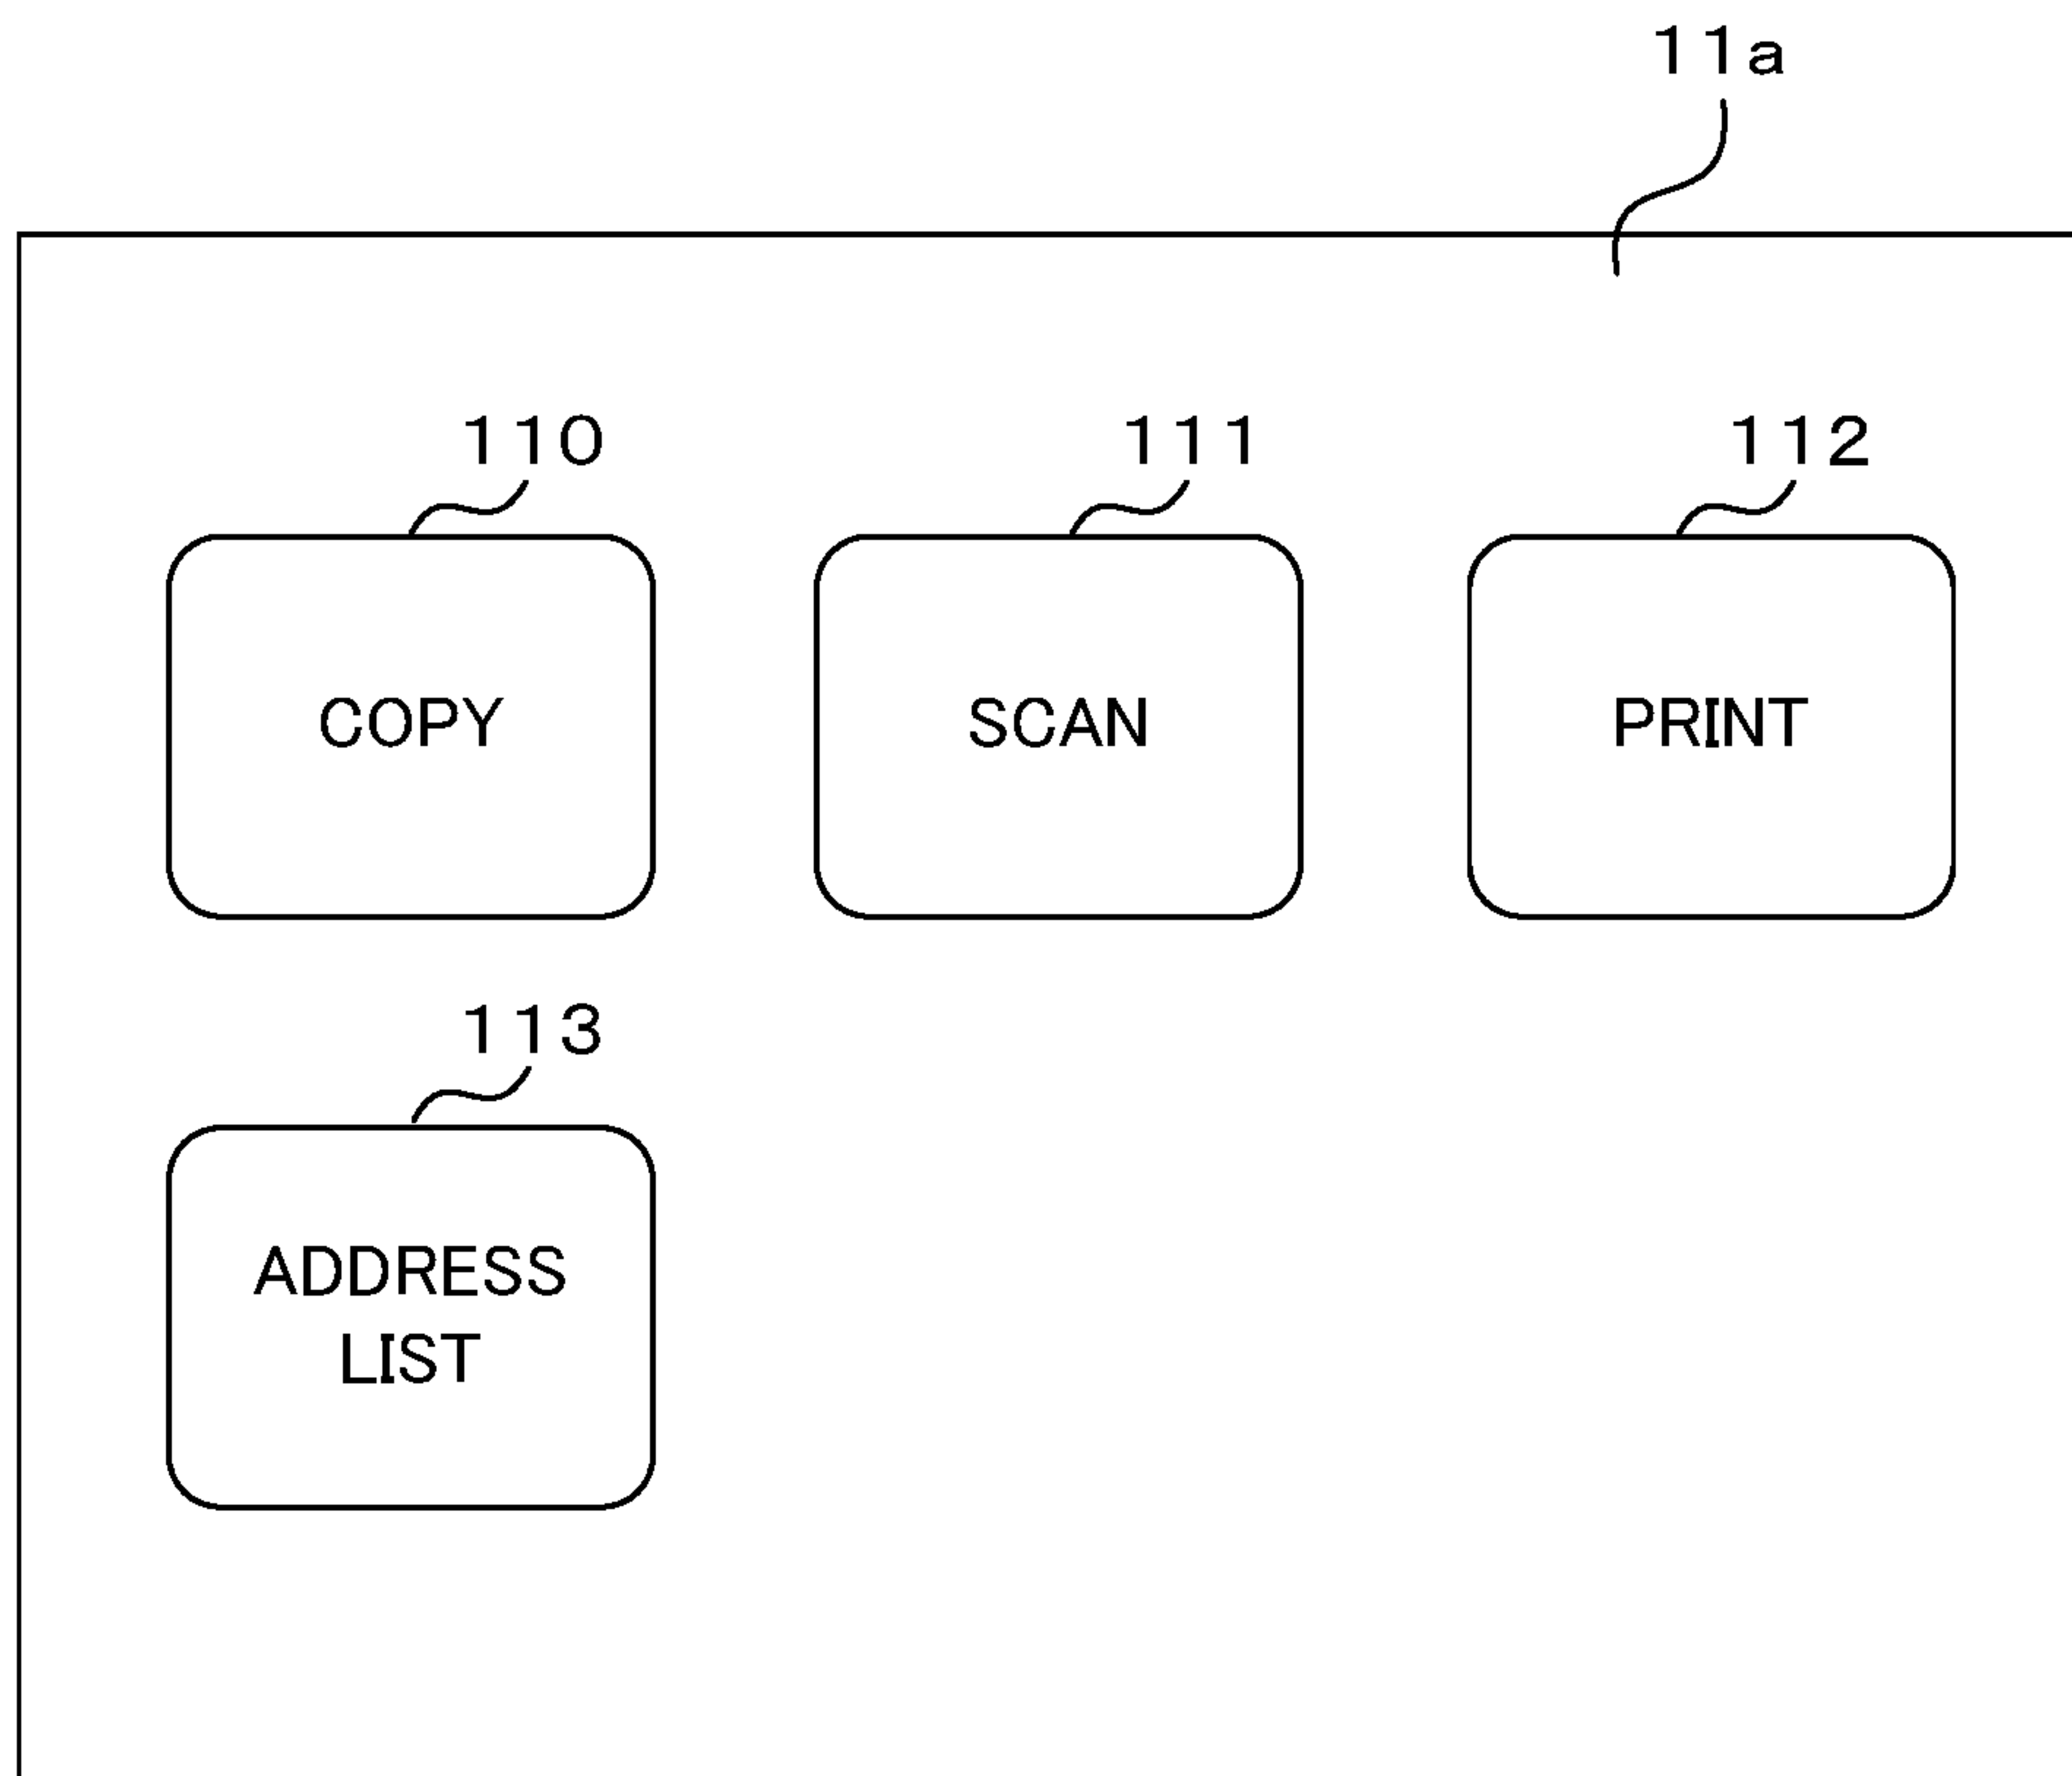 11a
110
111
112
COPY
SCAN
PRINT
113
ADDRESS
LIST